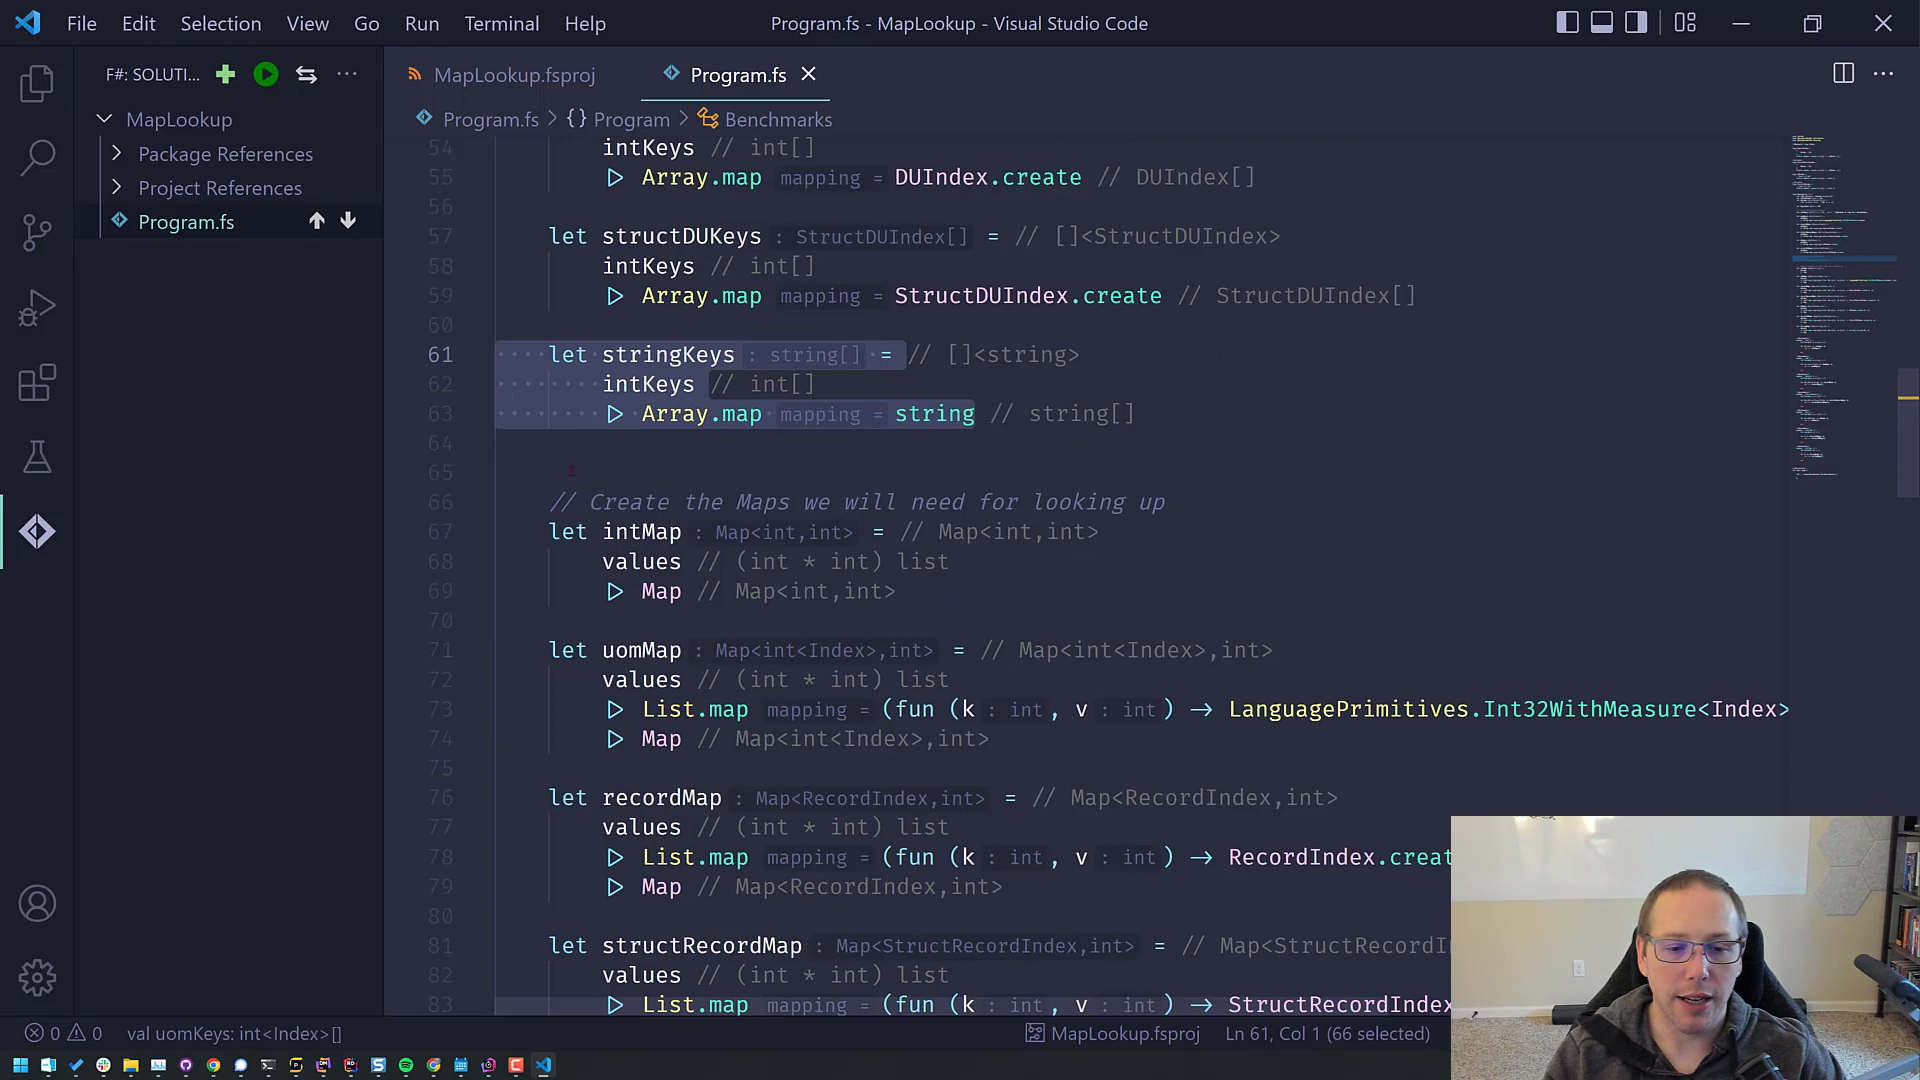 File Edit Selection View Go Run Terminal Help
Program.fs - MapLookup - Visual Studio Code
F#: SOLUTI...
MapLookup.fsproj
Program.fs
MapLookup
Package References
Project References
Program.fs
Program.fs > {} Program > Benchmarks
54 intKeys // int[]
55 |> Array.map mapping = DUIndex.create // DUIndex[]
56
57 let structDUKeys : StructDUIndex[] = // []<StructDUIndex>
58 intKeys // int[]
59 |> Array.map mapping = StructDUIndex.create // StructDUIndex[]
60
61 let stringKeys : string[] = // []<string>
62 intKeys // int[]
63 |> Array.map mapping = string // string[]
64
65
66 // Create the Maps we will need for looking up
67 let intMap : Map<int,int> = // Map<int,int>
68 values // (int * int) list
69 |> Map // Map<int,int>
70
71 let uomMap : Map<int<Index>,int> = // Map<int<Index>,int>
72 values // (int * int) list
73 |> List.map mapping = (fun (k : int, v : int) -> LanguagePrimitives.Int32WithMeasure<Index>
74 |> Map // Map<int<Index>,int>
75
76 let recordMap : Map<RecordIndex,int> = // Map<RecordIndex,int>
77 values // (int * int) list
78 |> List.map mapping = (fun (k : int, v : int) -> RecordIndex.creat
79 |> Map // Map<RecordIndex,int>
80
81 let structRecordMap : Map<StructRecordIndex,int> = // Map<StructRecordI
82 values // (int * int) list
83 |> List.map mapping = (fun (k : int, v : int) -> StructRecordIndex
0 0 val uomKeys: int<Index>[]
MapLookup.fsproj Ln 61, Col 1 (66 selected)